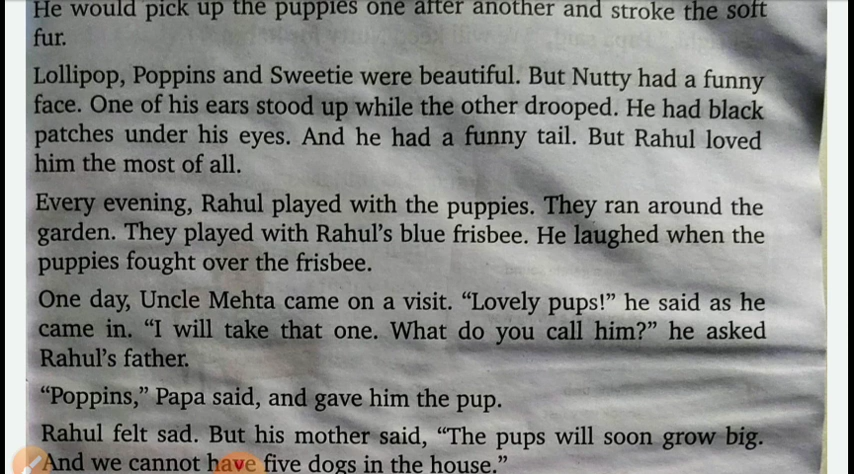 He would pick up the puppies one after another and stroke the soft
fur.
Lollipop, Poppins and Sweetie were beautiful. But Nutty had a funny
face. One of his ears stood up while the other drooped. He had black
patches under his eyes. And he had a funny tail. But Rahul loved
him the most of all.
Every evening, Rahul played with the puppies. They ran around the
garden. They played with Rahul’s blue frisbee. He laughed when the
puppies fought over the frisbee.
One day, Uncle Mehta came on a visit. “Lovely pups!” he said as he
came in. “I will take that one. What do you call him?” he asked
Rahul’s father.
“Poppins,” Papa said, and gave him the pup.
Rahul felt sad. But his mother said, “The pups will soon grow big.
And we cannot have five dogs in the house.”